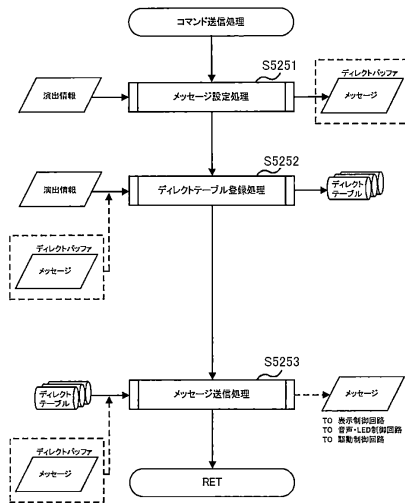 コマンド送信処理
S5251
演出情報
メッセージ設定処理
ディレクトバッファ
メッセージ
S5252
演出情報
ディレクトテーブル登録処理
ディレクト
テーブル
ディレクトバッファ
メッセージ
S5253
ディレクト
テーブル
メッセージ送信処理
メッセージ
TO 表示制御回路
TO 音声・LED制御回路
TO 駆動制御回路
ディレクトバッファ
メッセージ
RET